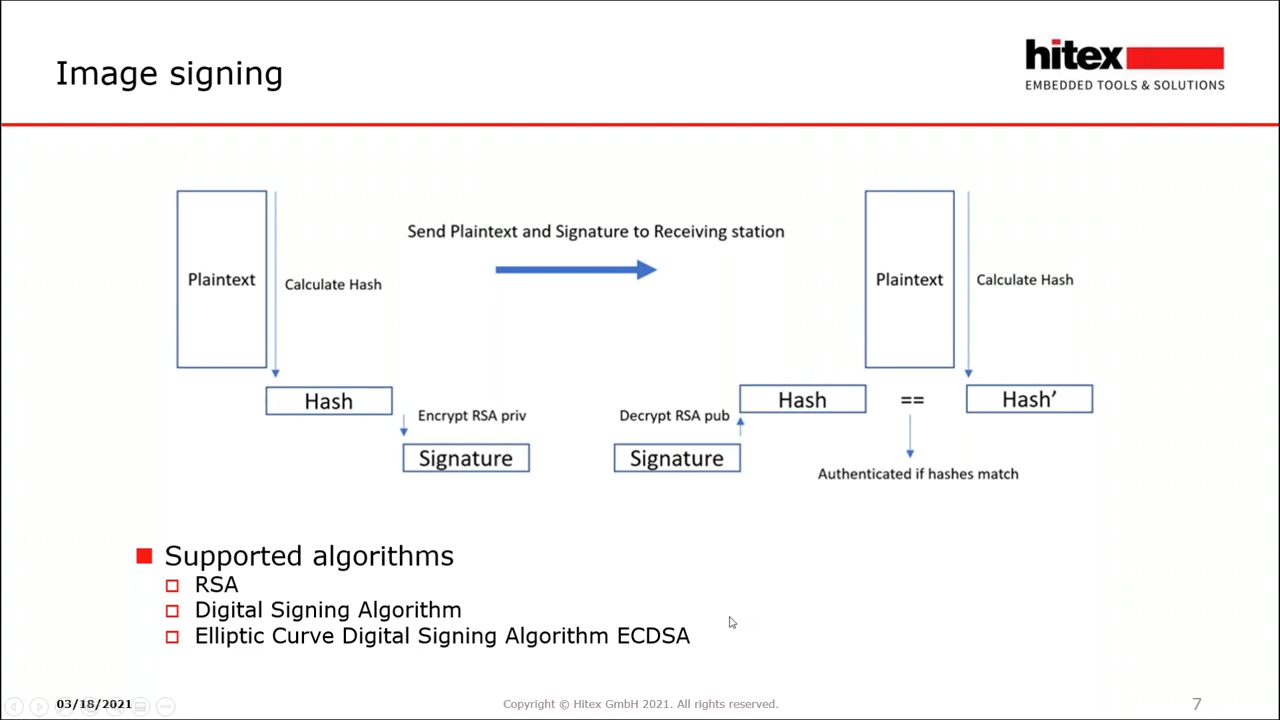 Image signing
hitex
EMBEDDED TOOLS & SOLUTIONS
Send Plaintext and Signature to Receiving station
Plaintext
Calculate Hash
Plaintext
Calculate Hash
Hash
Encrypt RSA priv
Signature
Decrypt RSA pub
Signature
Hash
==
Hash’
Authenticated if hashes match
Supported algorithms
RSA
Digital Signing Algorithm
Elliptic Curve Digital Signing Algorithm ECDSA
03/18/2021
Copyright © Hitex GmbH 2021. All rights reserved.
7